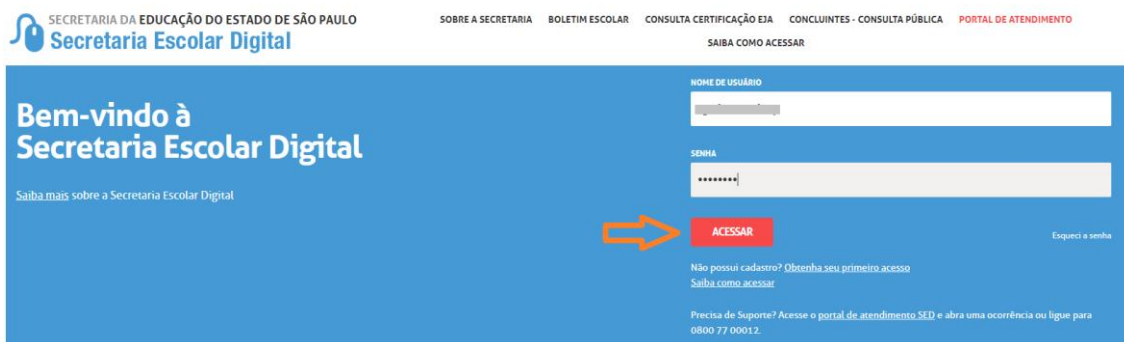 SECRETARIA DA EDUCAÇÃO DO ESTADO DE SÃO PAULO
Secretaria Escolar Digital
SOBRE A SECRETARIA BOLETIM ESCOLAR CONSULTA CERTIFICAÇÃO EJA CONCLUINTES - CONSULTA PÚBLICA PORTAL DE ATENDIMENTO
SAIBA COMO ACESSAR
Bem-vindo à
Secretaria Escolar Digital
Saiba mais sobre a Secretaria Escolar Digital
NOME DE USUÁRIO
SENHA
••••••••
ACESSAR
Esqueci a senha
Não possui cadastro? Obtenha seu primeiro acesso
Saiba como acessar
Precisa de Suporte? Acesse o portal de atendimento SED e abra uma ocorrência ou ligue para
0800 77 00012.